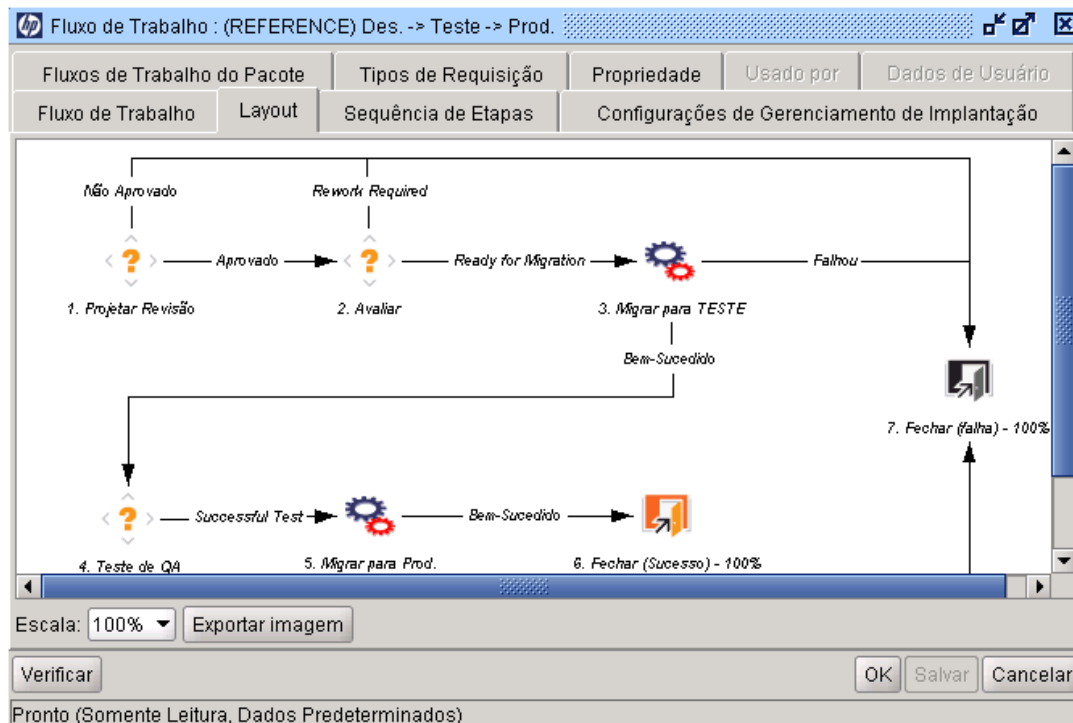 hp Fluxo de Trabalho : (REFERENCE) Des. -> Teste -> Prod.
Fluxos de Trabalho do Pacote Tipos de Requisição Propriedade Usado por Dados de Usuário
Fluxo de Trabalho Layout Sequência de Etapas Configurações de Gerenciamento de Implantação
Não Aprovado Rework Required
? Aprovado ? Ready for Migration Falhou
1. Projetar Revisão 2. Avaliar 3. Migrar para TESTE
Bem-Sucedido
7. Fechar (falha) - 100%
? Successful Test Bem-Sucedido
4. Teste de QA 5. Migrar para Prod. 6. Fechar (Sucesso) - 100%
Escala: 100% Exportar imagem
Verificar OK Salvar Cancelar
Pronto (Somente Leitura, Dados Predeterminados)